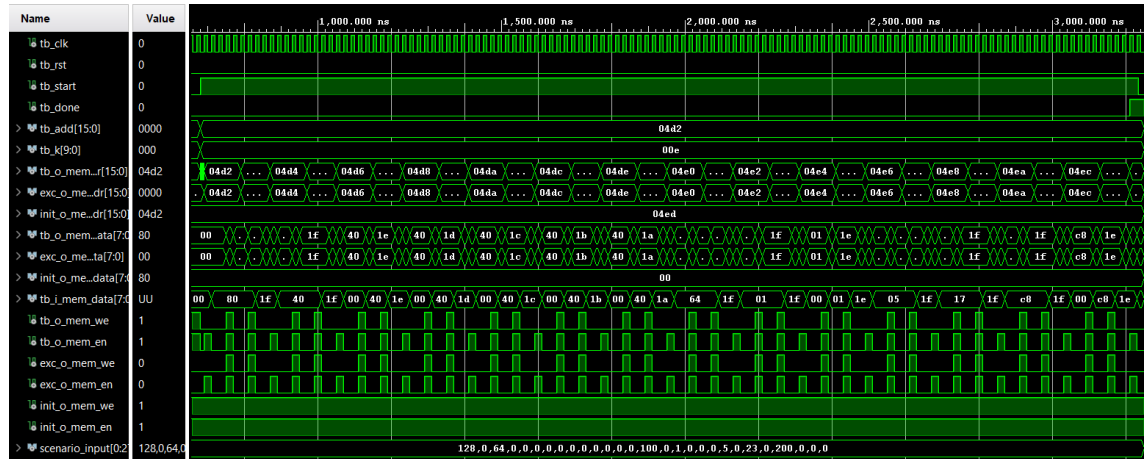 Name Value 1,000.000 ns 1,500.000 ns 2,000.000 ns 2,500.000 ns 3,000.000 ns
tb_clk 0
tb_rst 0
tb_start 0
tb_done 0
tb_add[15:0] 0000 04d2
tb_k[9:0] 000 00e
tb_o_mem...r[15:0] 04d2 04d2 ... 04d4 ... 04d6 ... 04d8 ... 04da ... 04dc ... 04de ... 04e0 ... 04e2 ... 04e4 ... 04e6 ... 04e8 ... 04ea ... 04ec ...
exc_o_me...dr[15:0] 0000 04d2 ... 04d4 ... 04d6 ... 04d8 ... 04da ... 04dc ... 04de ... 04e0 ... 04e2 ... 04e4 ... 04e6 ... 04e8 ... 04ea ... 04ec ...
init_o_me...dr[15:0] 04d2 04ed
tb_o_mem...ata[7:0] 80 00 1f 40 1e 40 1d 40 1c 40 1b 40 1a 1f 01 1e 1f 1f c8 1e
exc_o_me...ta[7:0] 00 00 1f 40 1e 40 1d 40 1c 40 1b 40 1a 1f 01 1e 1f 1f c8 1e
init_o_me...data[7:0 80 00
tb_i_mem_data[7:0 UU 00 80 1f 40 1f 00 40 1e 00 40 1d 00 40 1c 00 40 1b 00 40 1a 64 1f 01 1f 00 01 1e 05 1f 17 1f c8 1f 00 c8 1e
tb_o_mem_we 1
tb_o_mem_en 1
exc_o_mem_we 0
exc_o_mem_en 0
init_o_mem_we 1
init_o_mem_en 1
scenario_input[0:2 128,0,64,0 128,0,64,0,0,0,0,0,0,0,0,0,0,0,100,0,1,0,0,0,5,0,23,0,200,0,0,0